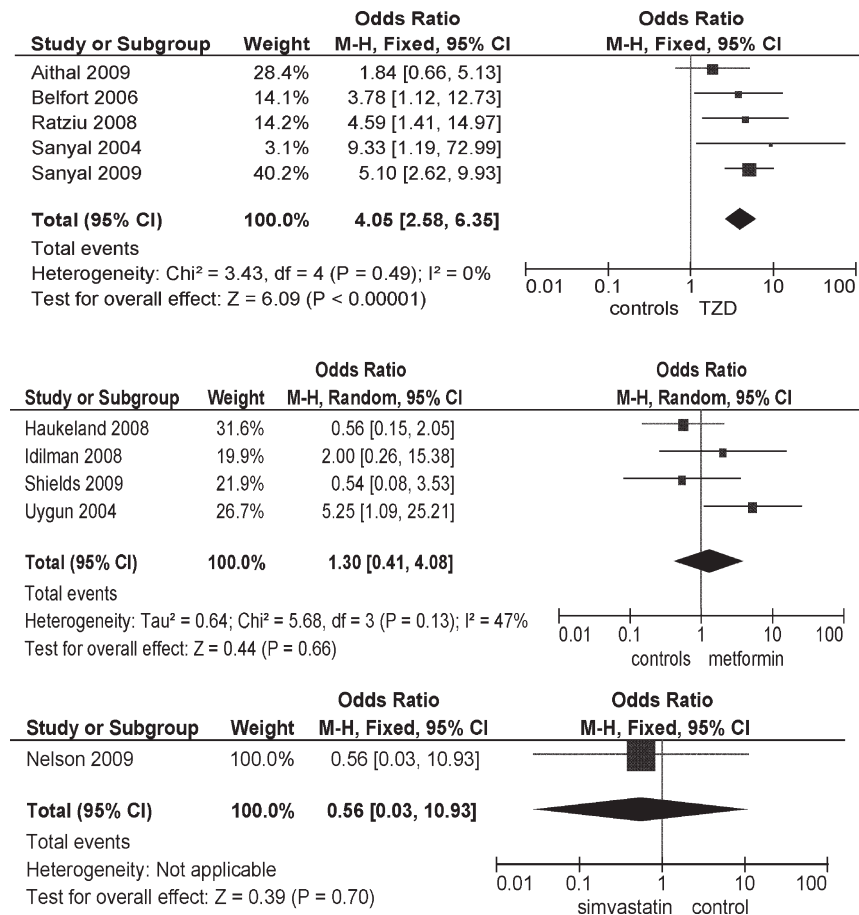 Odds Ratio Odds Ratio
Study or Subgroup Weight M-H, Fixed, 95% CI M-H, Fixed, 95% CI
Aithal 2009 28.4% 1.84 [0.66, 5.13]
Belfort 2006 14.1% 3.78 [1.12, 12.73]
Ratziu 2008 14.2% 4.59 [1.41, 14.97]
Sanyal 2004 3.1% 9.33 [1.19, 72.99]
Sanyal 2009 40.2% 5.10 [2.62, 9.93]
Total (95% CI) 100.0% 4.05 [2.58, 6.35]
Total events
Heterogeneity: Chi² = 3.43, df = 4 (P = 0.49); I² = 0%
Test for overall effect: Z = 6.09 (P < 0.00001)
0.01 0.1 1 10 100
controls TZD
Odds Ratio Odds Ratio
Study or Subgroup Weight M-H, Random, 95% CI M-H, Random, 95% CI
Haukeland 2008 31.6% 0.56 [0.15, 2.05]
Idilman 2008 19.9% 2.00 [0.26, 15.38]
Shields 2009 21.9% 0.54 [0.08, 3.53]
Uygun 2004 26.7% 5.25 [1.09, 25.21]
Total (95% CI) 100.0% 1.30 [0.41, 4.08]
Total events
Heterogeneity: Tau² = 0.64; Chi² = 5.68, df = 3 (P = 0.13); I² = 47%
Test for overall effect: Z = 0.44 (P = 0.66)
0.01 0.1 1 10 100
controls metformin
Odds Ratio Odds Ratio
Study or Subgroup Weight M-H, Fixed, 95% CI M-H, Fixed, 95% CI
Nelson 2009 100.0% 0.56 [0.03, 10.93]
Total (95% CI) 100.0% 0.56 [0.03, 10.93]
Total events
Heterogeneity: Not applicable
Test for overall effect: Z = 0.39 (P = 0.70)
0.01 0.1 1 10 100
simvastatin control